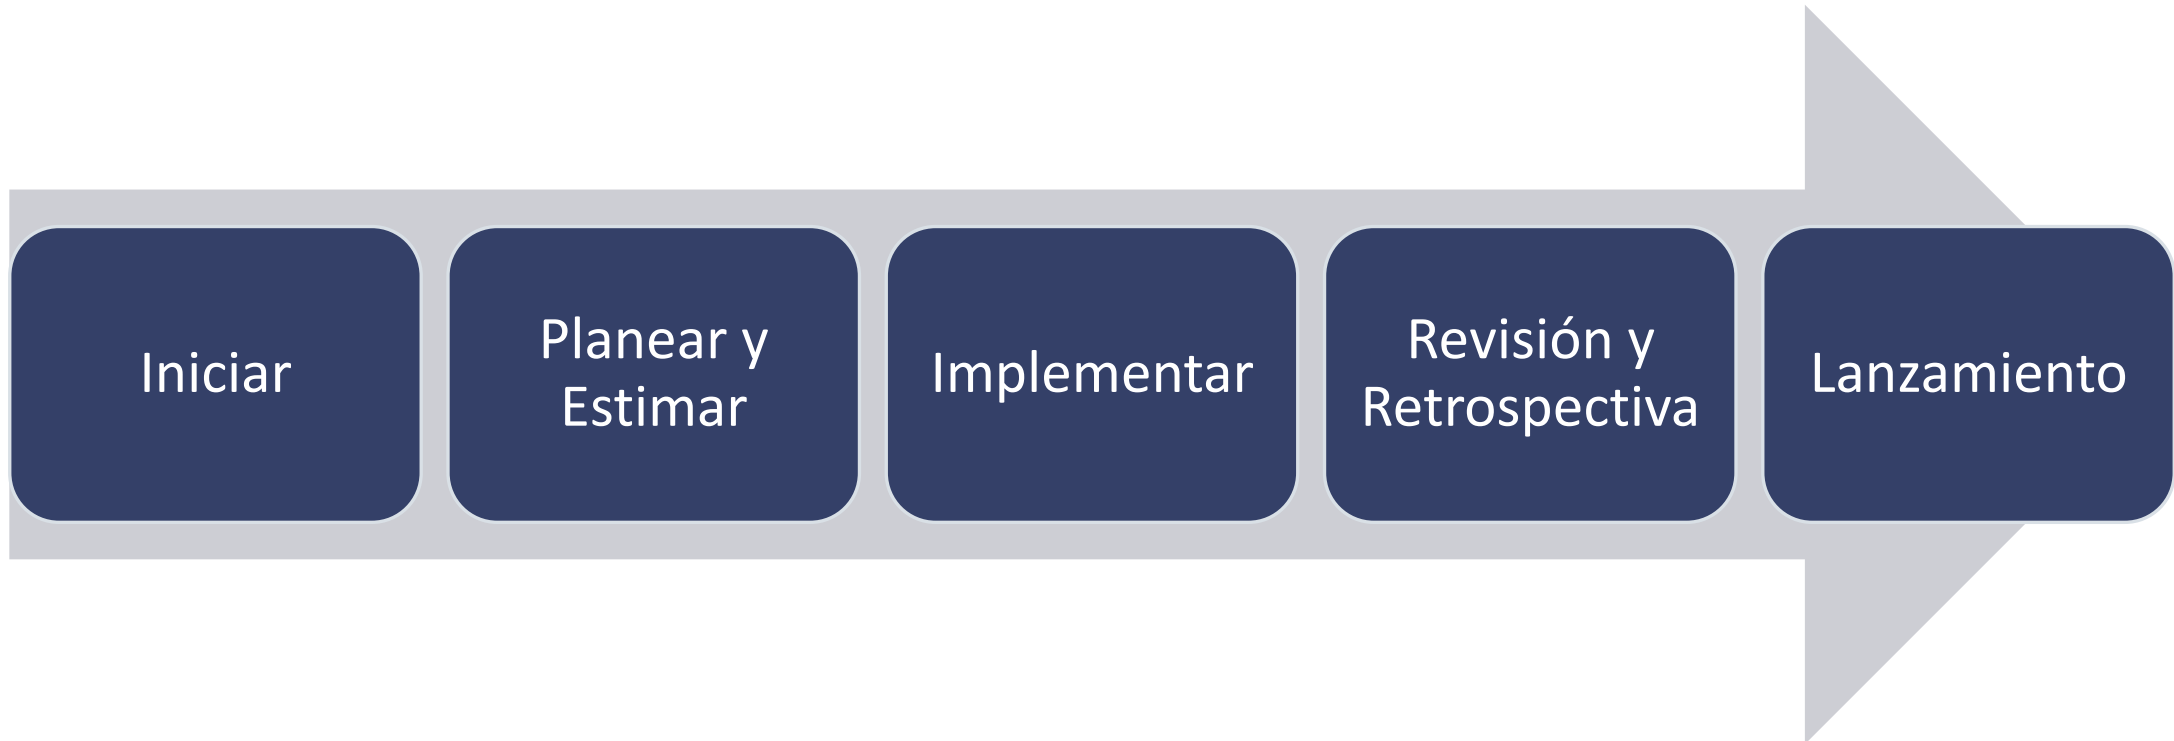 Iniciar
Planear y
Estimar
Implementar
Revisión y
Retrospectiva
Lanzamiento